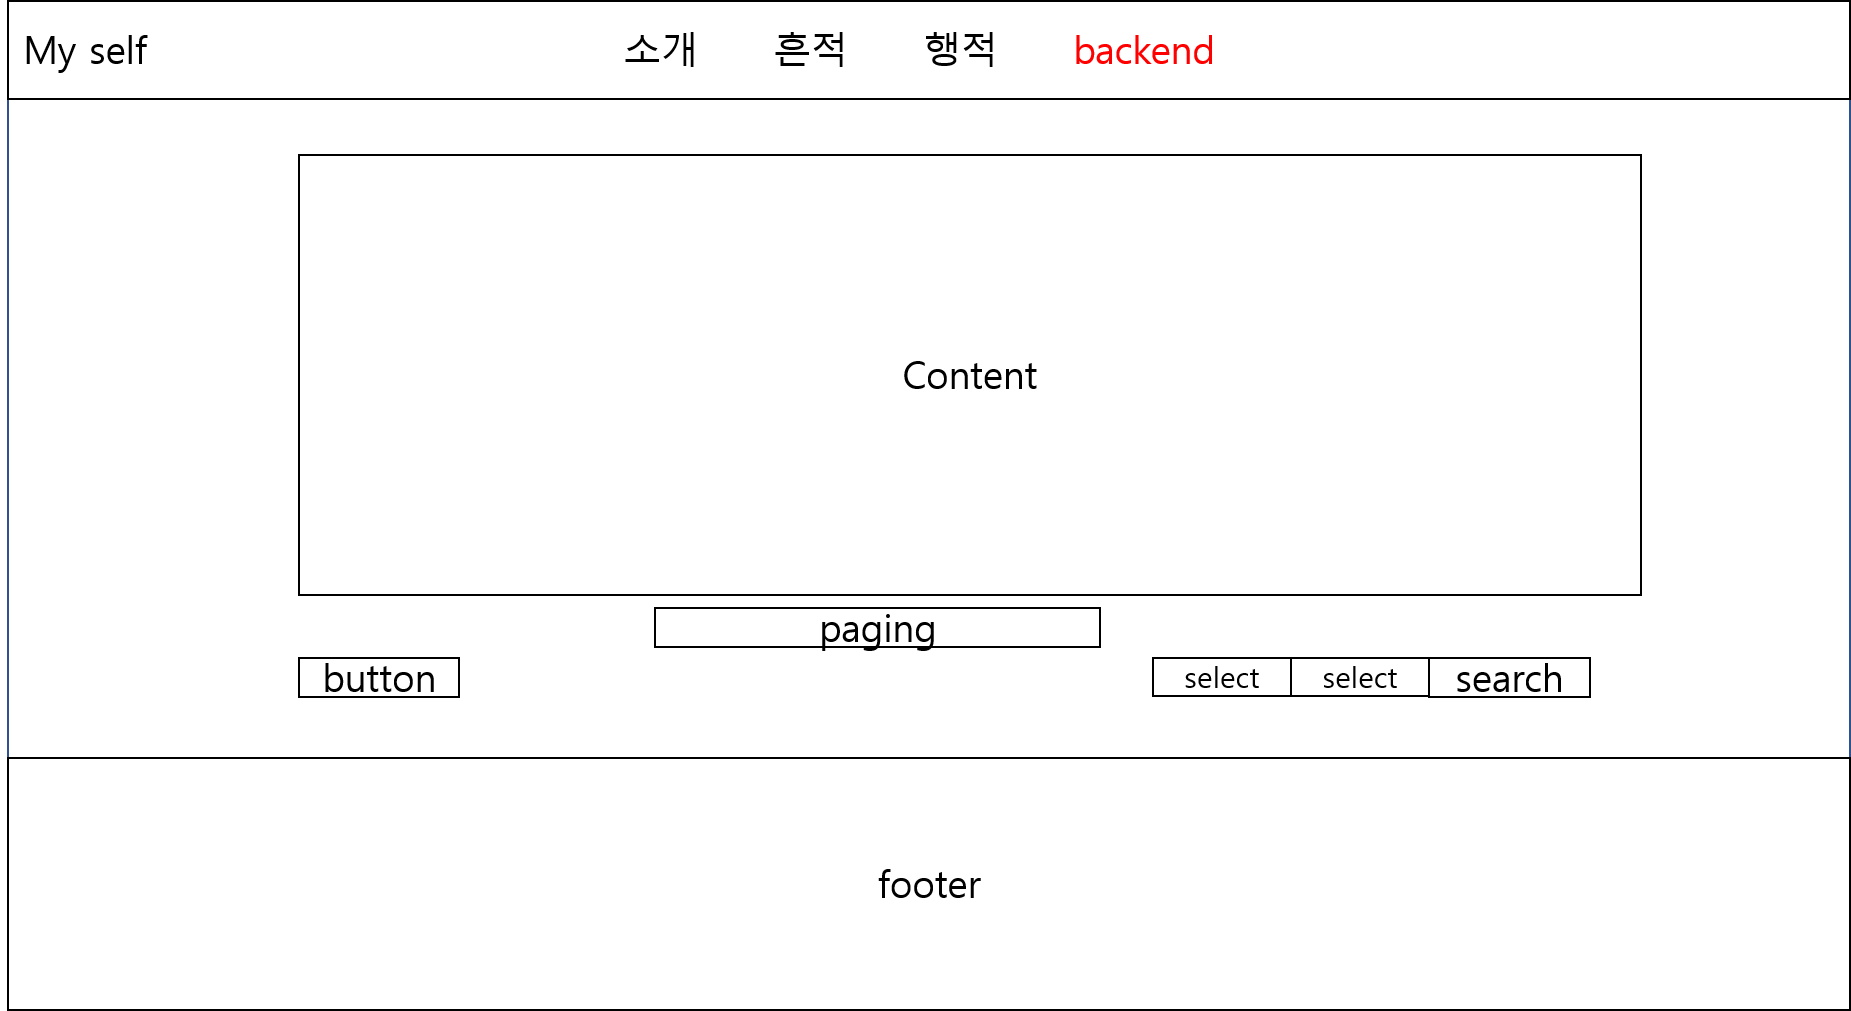 My self 소개 흔적 행적 backend
Content
paging
button select select search
footer